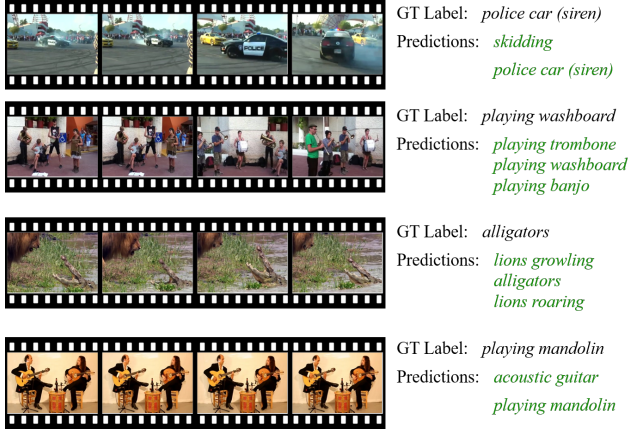 GT Label: police car (siren)
Predictions: skidding
police car (siren)
POLICE
GT Label: playing washboard
Predictions: playing trombone
playing washboard
playing banjo
GT Label: alligators
Predictions: lions growling
alligators
lions roaring
GT Label: playing mandolin
Predictions: acoustic guitar
playing mandolin